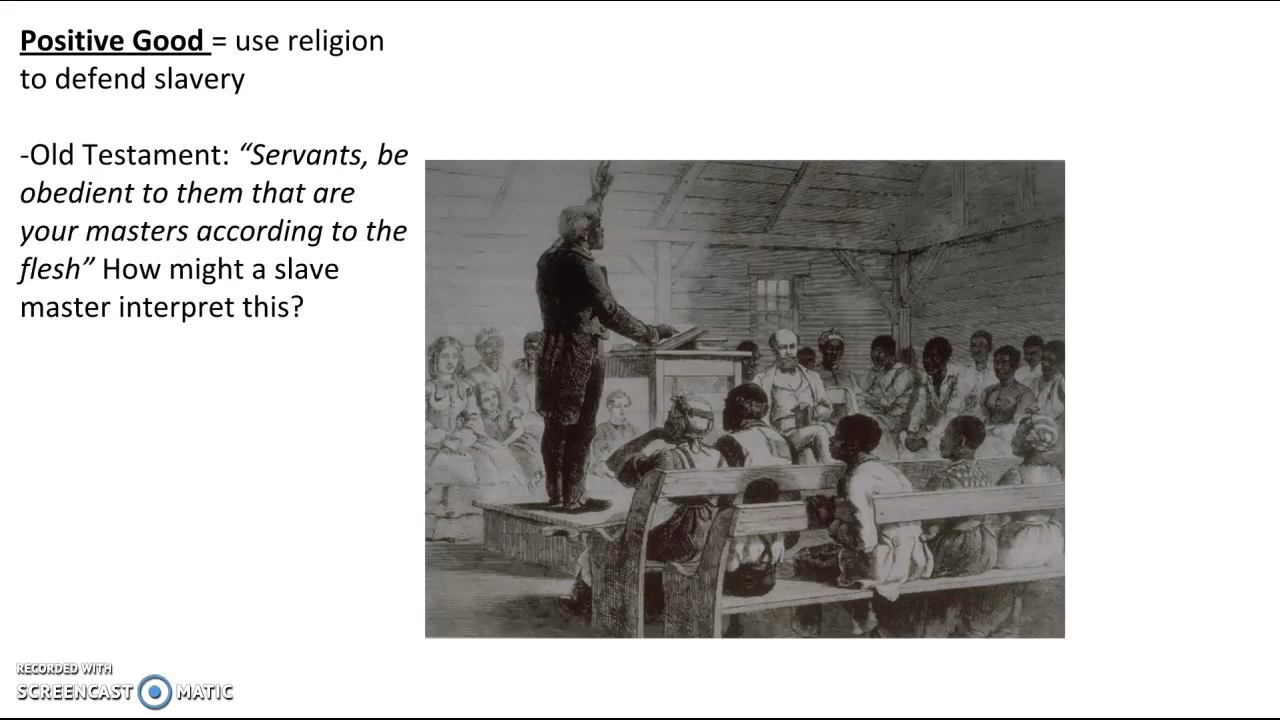 Positive Good = use religion
to defend slavery
-Old Testament: “Servants, be
obedient to them that are
your masters according to the
flesh” How might a slave
master interpret this?
RECORDED WITH
SCREENCAST MATIC